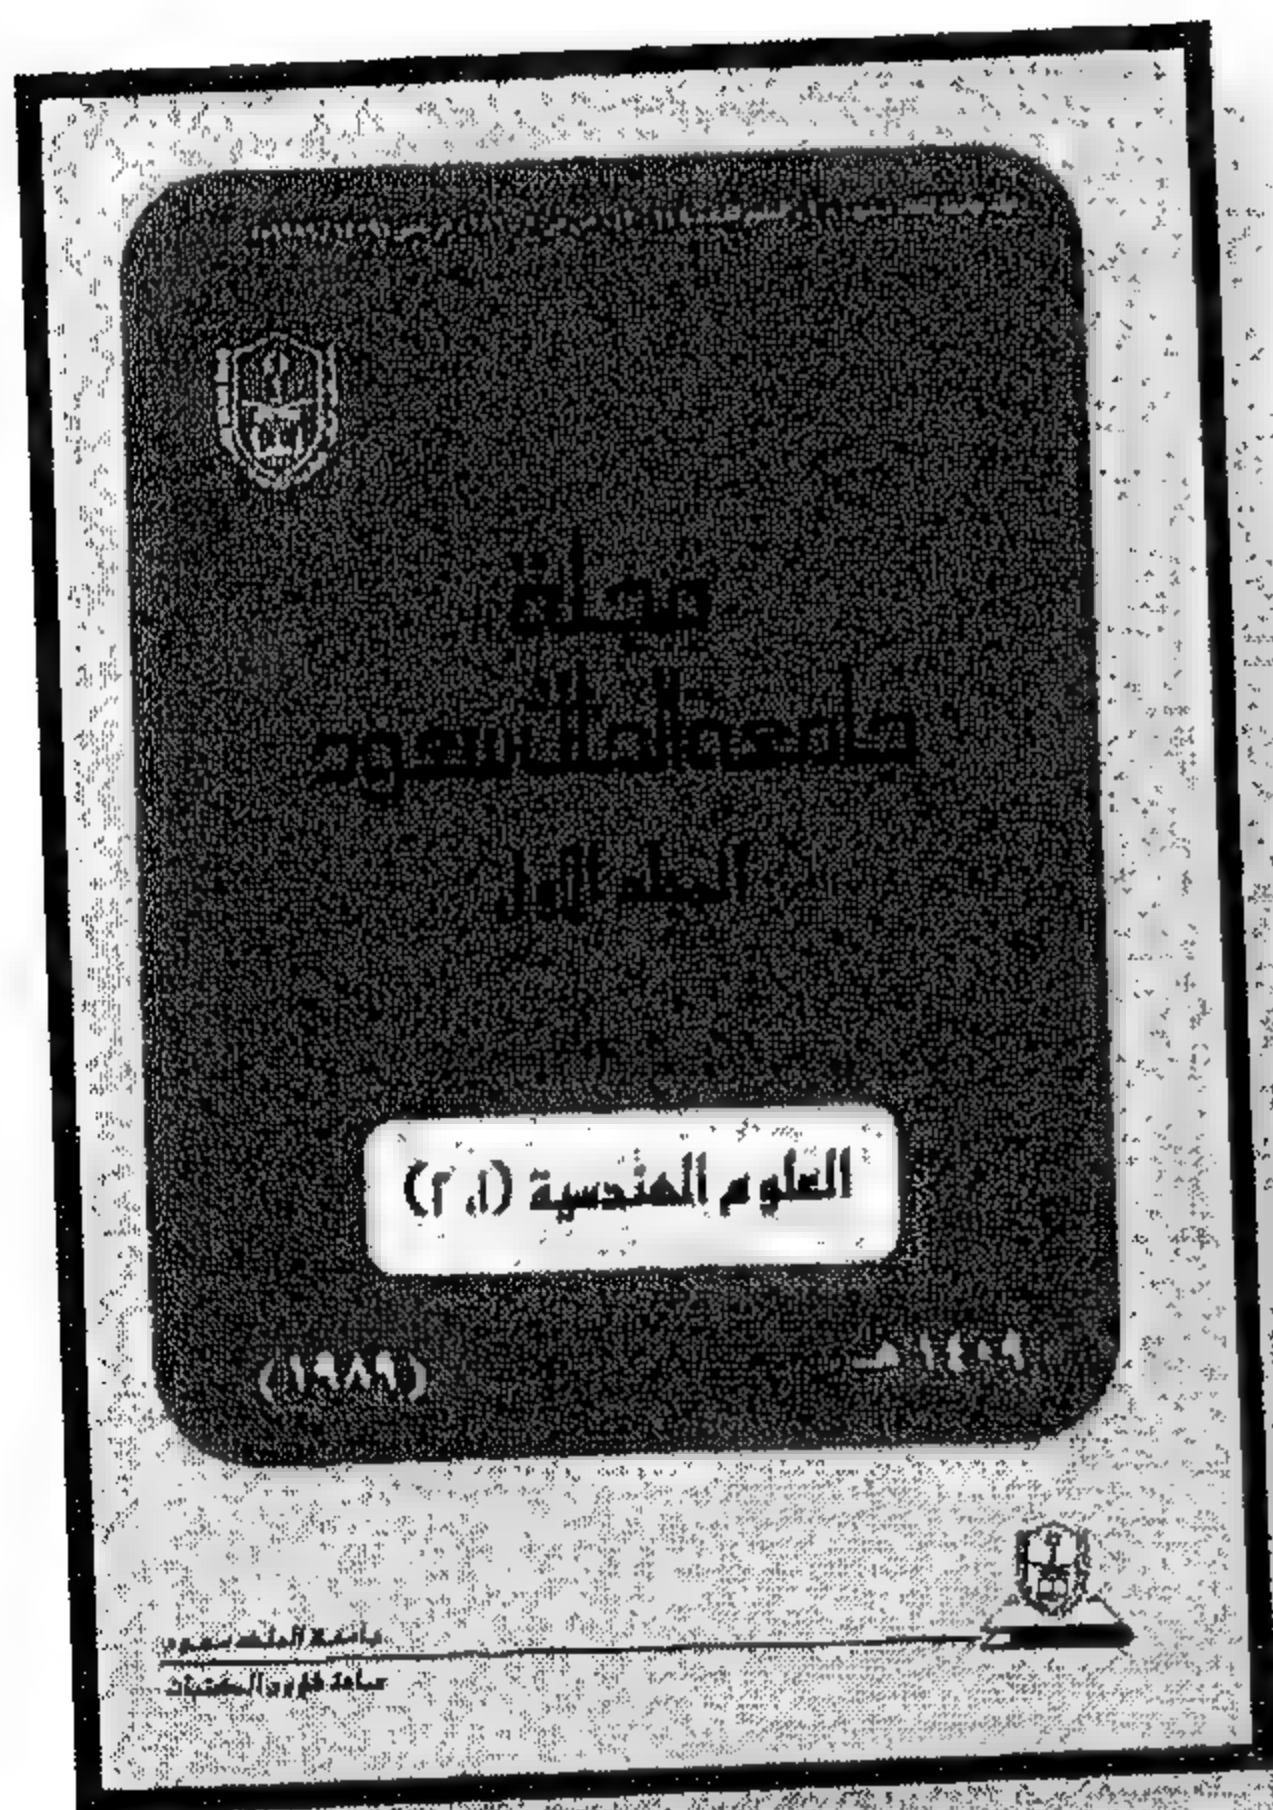 مجلة
جامعة الملك سعود
المجلد الأول
العلوم الهندسية (١، ٢)
١٤٠٩ هـ
(١٩٨٩)
جامعة الملك سعود
عمادة شؤون المكتبات